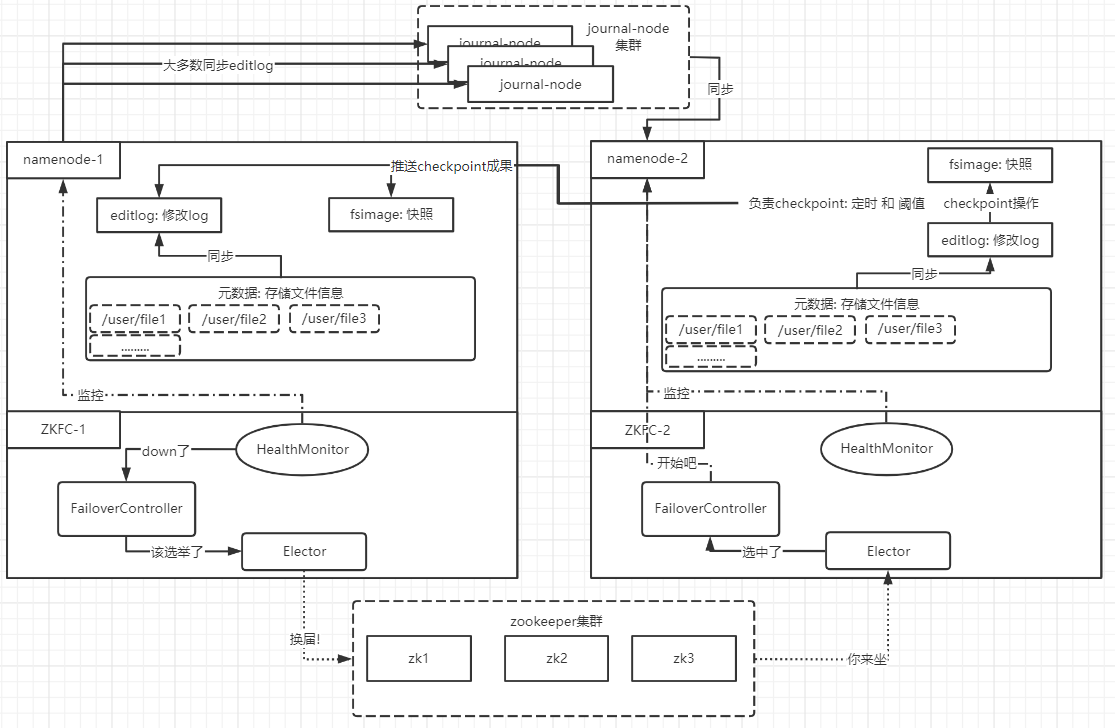 journal-node
集群
journal-node
journal-node
journal-node
大多数同步editlog
同步
namenode-1
推送checkpoint成果
editlog: 修改log
fsimage: 快照
同步
元数据: 存储文件信息
/user/file1
/user/file2
/user/file3
.........
监控
ZKFC-1
HealthMonitor
down了
FailoverController
该选举了
Elector
namenode-2
fsimage: 快照
负责checkpoint: 定时 和 阈值
checkpoint操作
editlog: 修改log
同步
元数据: 存储文件信息
/user/file1
/user/file2
/user/file3
.........
监控
ZKFC-2
HealthMonitor
开始吧
FailoverController
选中了
Elector
换届!
zookeeper集群
zk1
zk2
zk3
你来坐